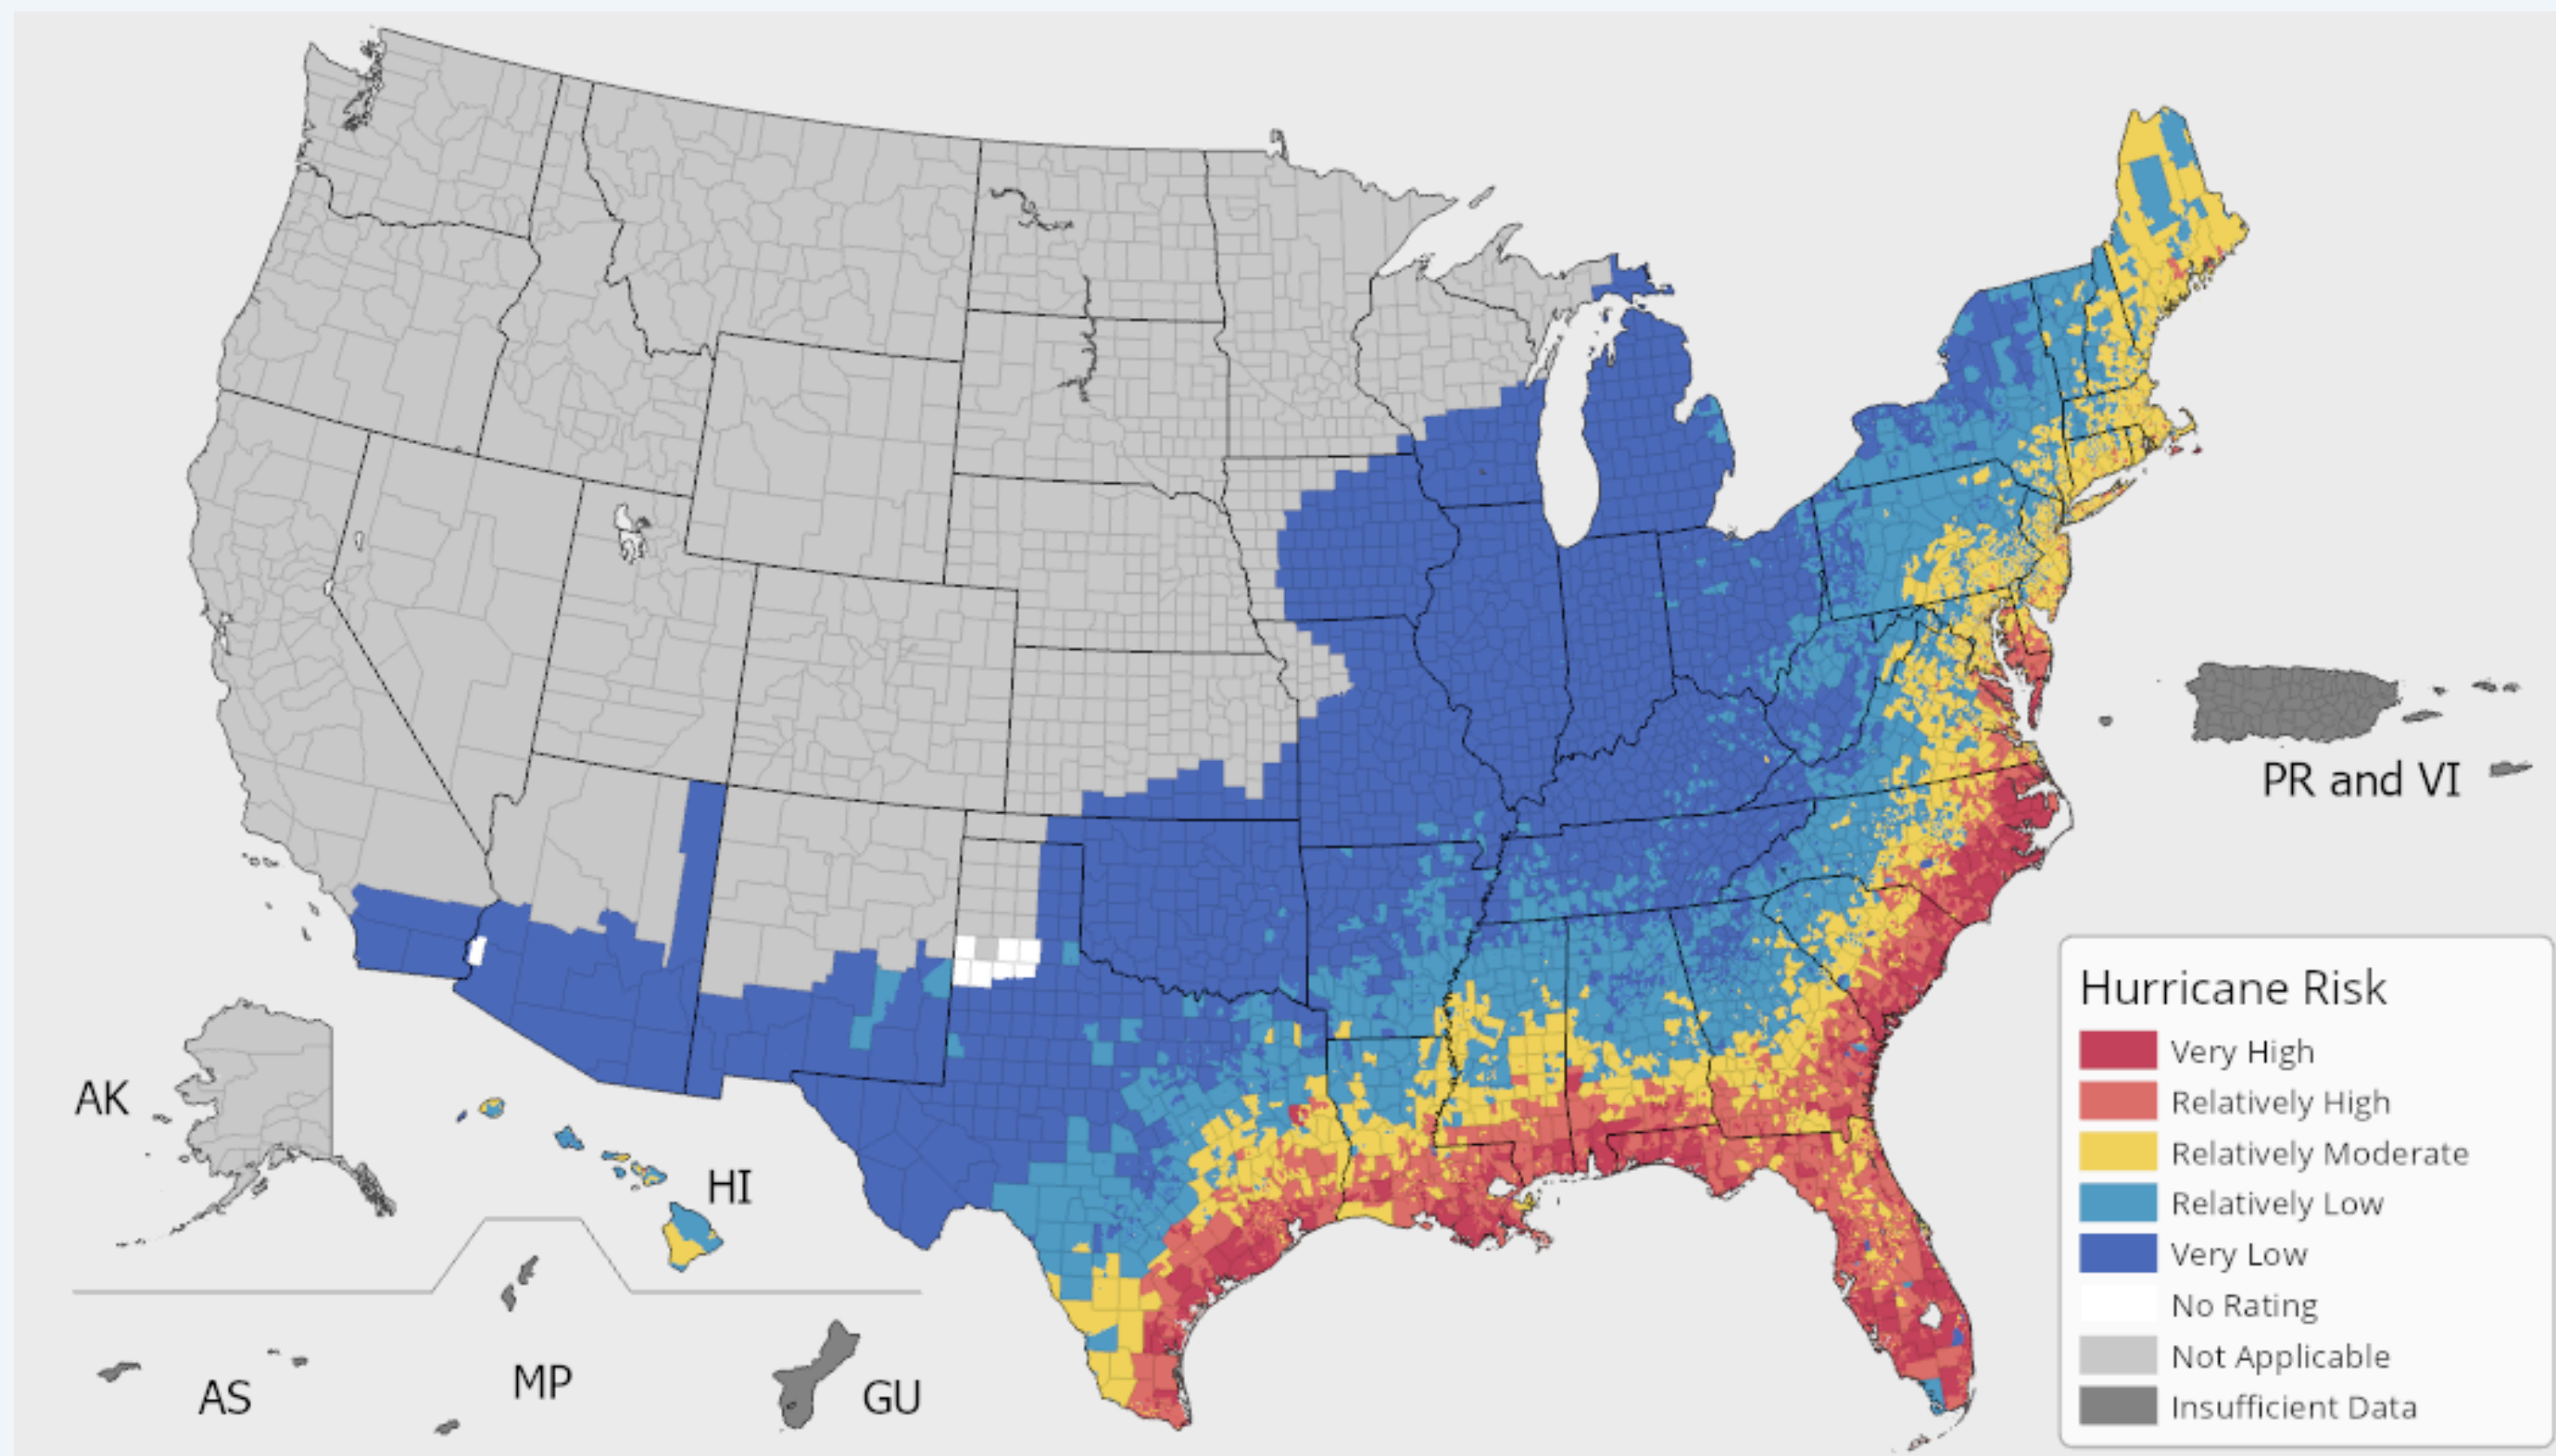 PR and VI
AK
HI
AS
MP
GU
Hurricane Risk
Very High
Relatively High
Relatively Moderate
Relatively Low
Very Low
No Rating
Not Applicable
Insufficient Data